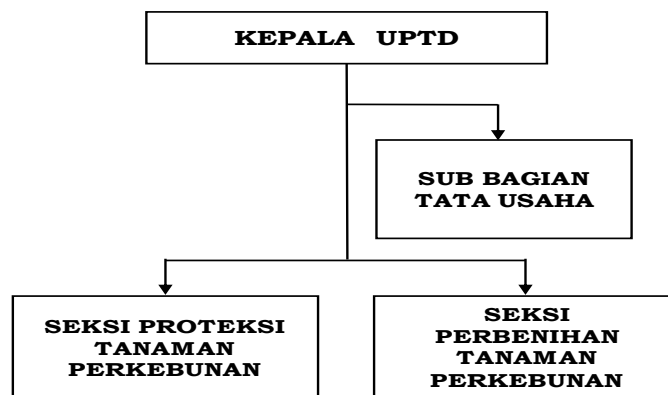 KEPALA UPTD
SUB BAGIAN
TATA USAHA
SEKSI PROTEKSI
TANAMAN
PERKEBUNAN
SEKSI
PERBENIHAN
TANAMAN
PERKEBUNAN